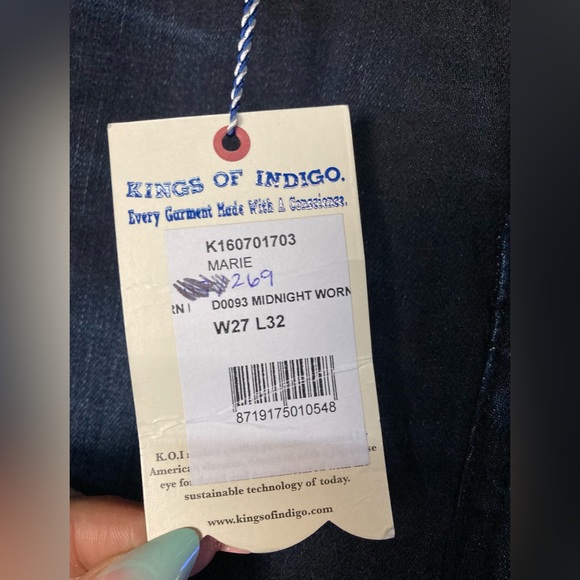 KINGS OF INDIGO.
Every Garment Made With A Conscience.
K160701703
MARIE
269
RN D0093 MIDNIGHT WORN
W27 L32
8719175010548
K.O.I
America
eye for
sustainable technology of today.
www.kingsofindigo.com